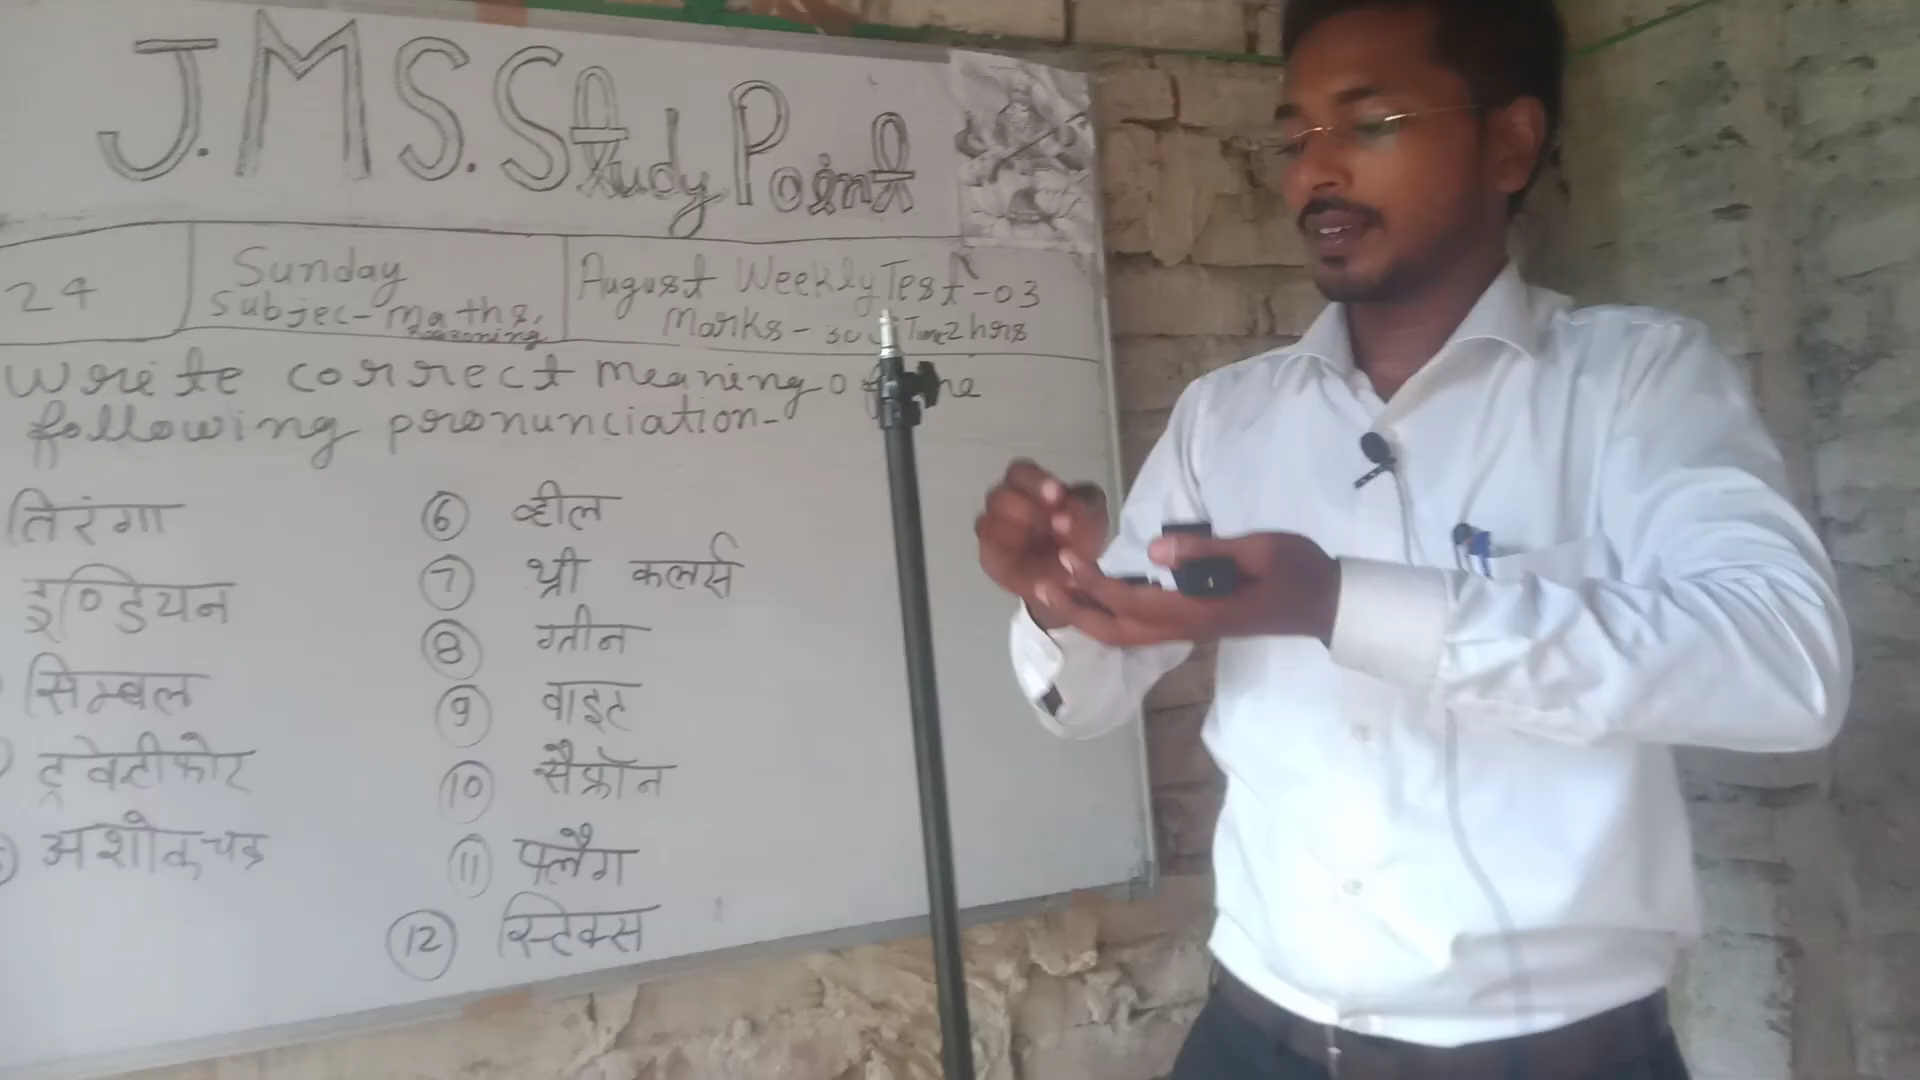 J.M.S. Study Point
24
Sunday
Subjec-maths,
August Weekly Test-03
Marks- Time 2 hrs
Write correct meaning of the
following pronunciation-
तिरंगा
इण्डियन
सिम्बल
ट्वेन्टीफोर
अशोक चक्र
6 व्हील
7 थ्री कलर्स
8 ग्रीन
9 वाइट
10 सैफ्रॉन
11 फ्लैग
12 स्टिक्स